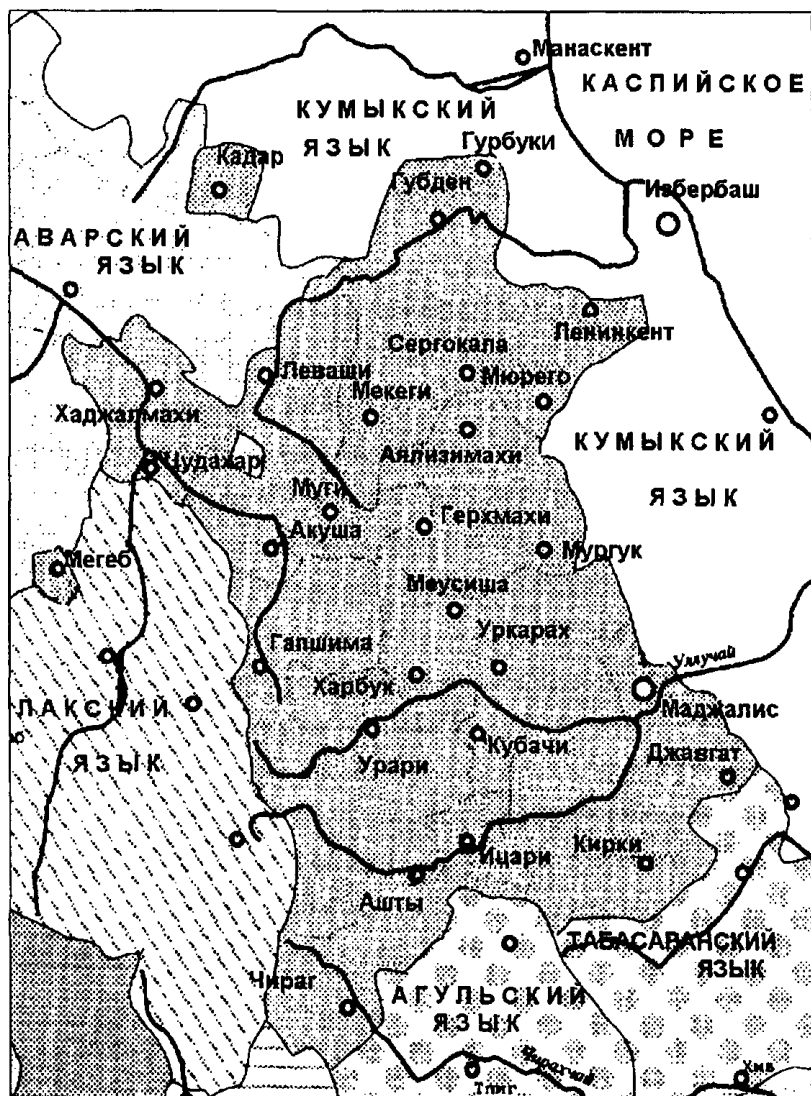 Манаскент
КАСПИЙСКОЕ
МОРЕ
КУМЫКСКИЙ
ЯЗЫК
Гурбуки
Кадар
Губден
Избербаш
АВАРСКИЙ
ЯЗЫК
Ленинкент
Сергокала
Леваши
Мюрего
Мекеги
Хаджалмахи
Аялизимахи
КУМЫКСКИЙ
ЯЗЫК
Цудахар
Муги
Акуша
Герхмахи
Мургук
Мегеб
Меусиша
Уркарах
Гапшима
Уллучай
Харбук
Маджалис
ЛАКСКИЙ
ЯЗЫК
Урари
Кубачи
Джавгат
Ицари
Кирки
Ашты
ТАБАСАРАНСКИЙ
ЯЗЫК
Чираг
АГУЛЬСКИЙ
ЯЗЫК
Чирахчай
Тпиг
Хив